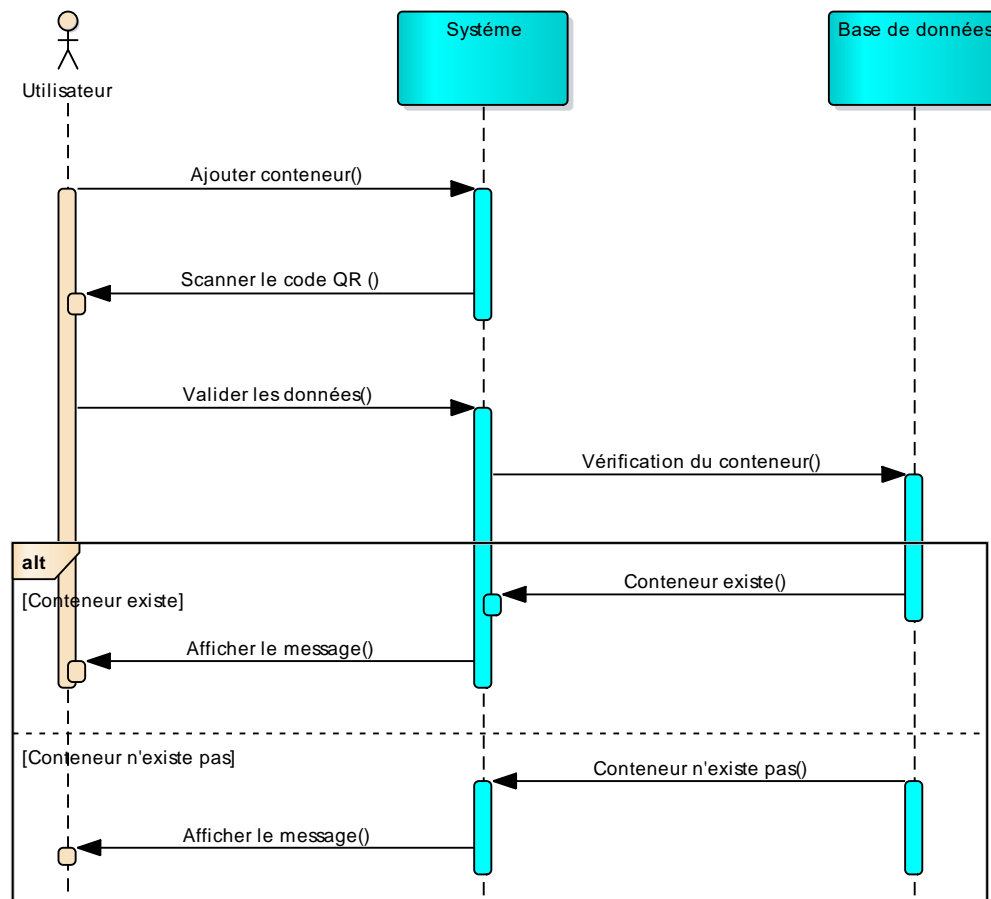 Systéme
Base de données
Utilisateur
Ajouter conteneur()
Scanner le code QR ()
Valider les données()
Vérification du conteneur()
alt
Conteneur existe()
[Conteneur existe]
Afficher le message()
[Conteneur n'existe pas]
Conteneur n'existe pas()
Afficher le message()